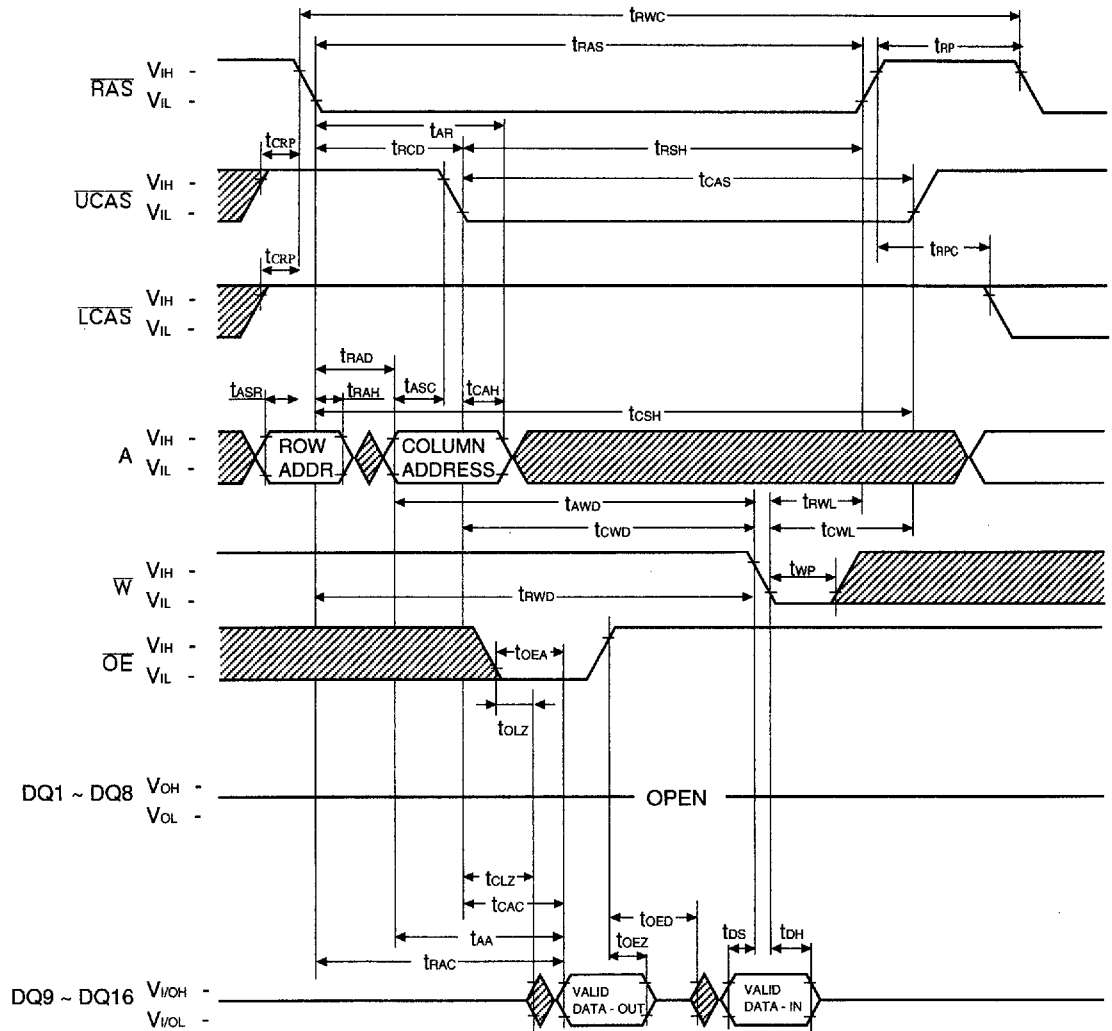 tRWC
tRAS
tRP
RAS
VIH -
VIL -
tAR
tCRP
tRCD
tRSH
UCAS
VIH -
VIL -
tCAS
tCRP
tRPC
LCAS
VIH -
VIL -
tRAD
tASR
tRAH
tASC
tCAH
tCSH
A
VIH -
VIL -
ROW
ADDR
COLUMN
ADDRESS
tAWD
tRWL
tCWD
tCWL
W
VIH -
VIL -
tWP
tRWD
OE
VIH -
VIL -
tOEA
tOLZ
DQ1 ~ DQ8
VOH -
VOL -
OPEN
tCLZ
tCAC
tOED
tAA
tOEZ
tDS
tDH
tRAC
DQ9 ~ DQ16
VI/OH -
VI/OL -
VALID
DATA - OUT
VALID
DATA - IN